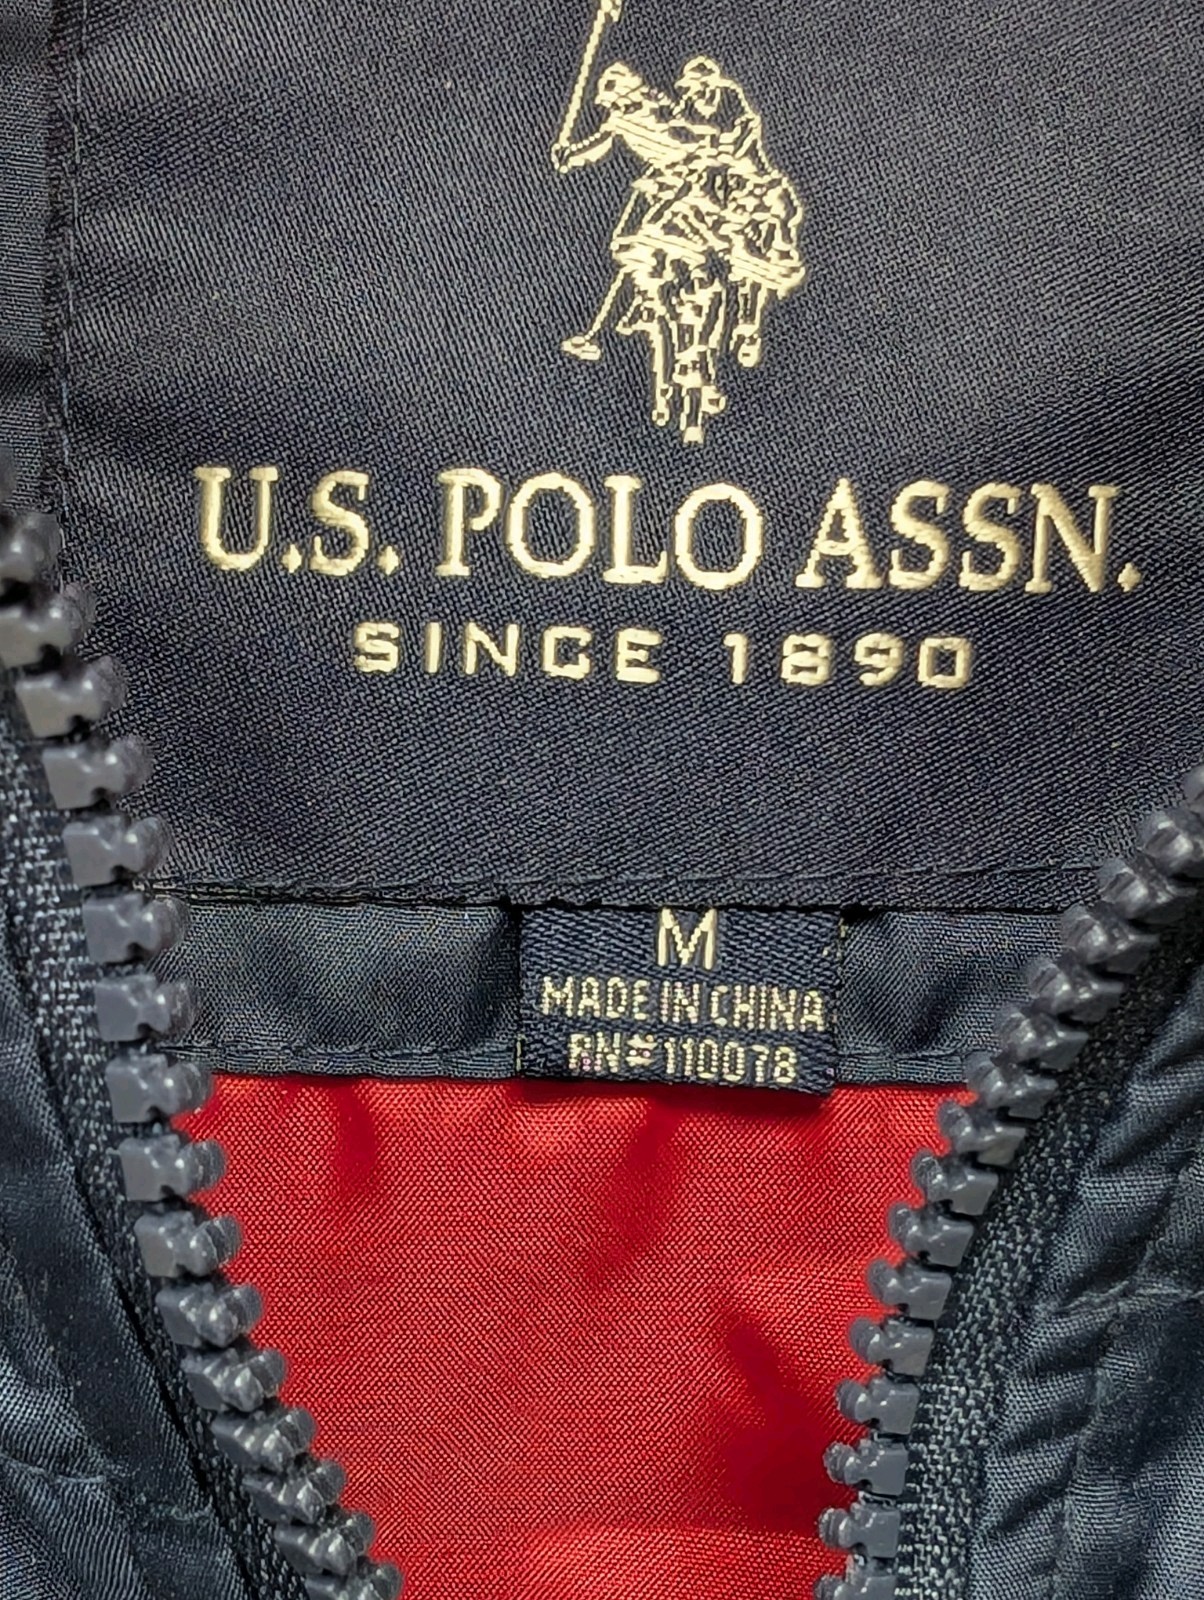 U.S. POLO ASSN.
SINCE 1890
M
MADE IN CHINA
RN#110078